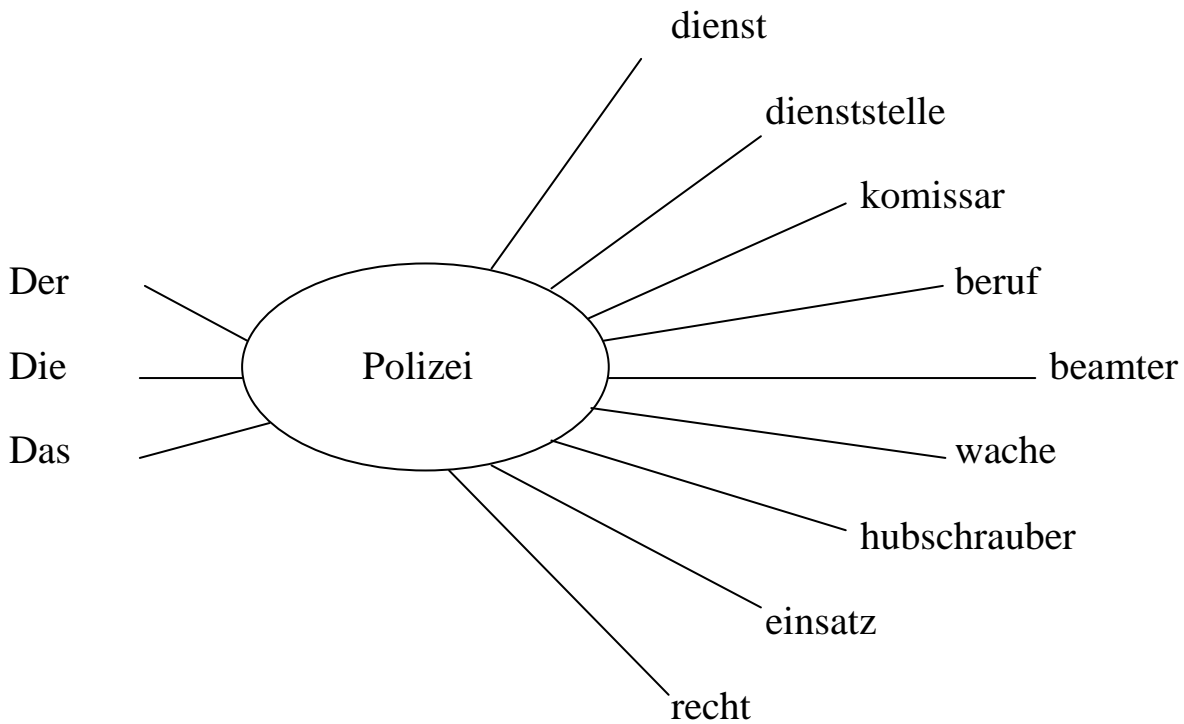 dienst
dienststelle
komissar
Der
beruf
Die
Polizei
beamter
Das
wache
hubschrauber
einsatz
recht